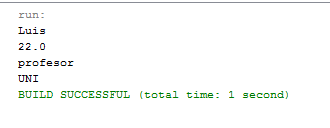 run:
Luis
22.0
profesor
UNI
BUILD SUCCESSFUL (total time: 1 second)